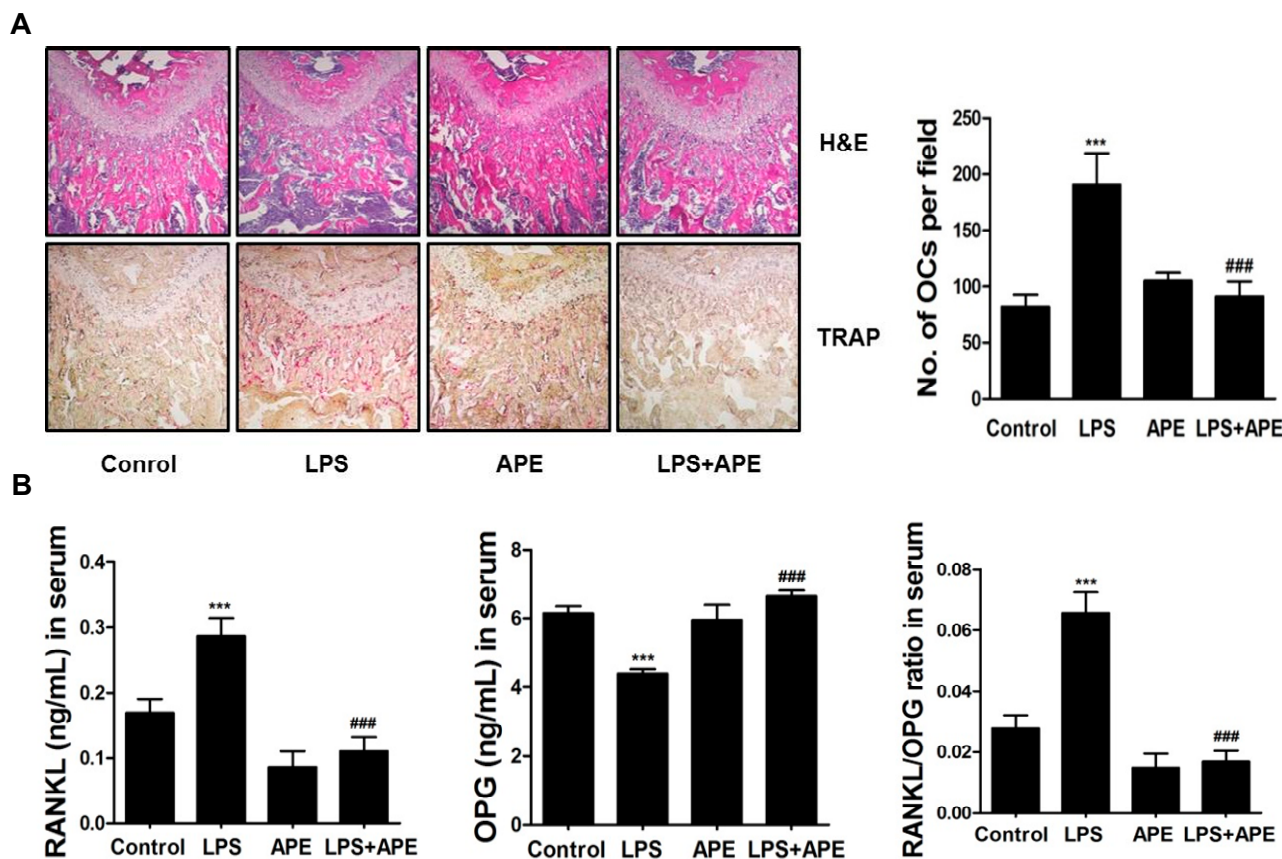 A
H&E
TRAP
Conrol LPS APE LPS+APE
No. of OCs per field
250
200
150
100
50
0
***
###
Control LPS APE LPS+APE
B
RANKL (ng/mL) in serum
0.4
0.3
0.2
0.1
0.0
***
###
Control LPS APE LPS+APE
OPG (ng/mL) in serum
8
6
4
2
0
***
###
Control LPS APE LPS+APE
RANKL/OPG ratio in serum
0.08
0.06
0.04
0.02
0.00
***
###
Control LPS APE LPS+APE